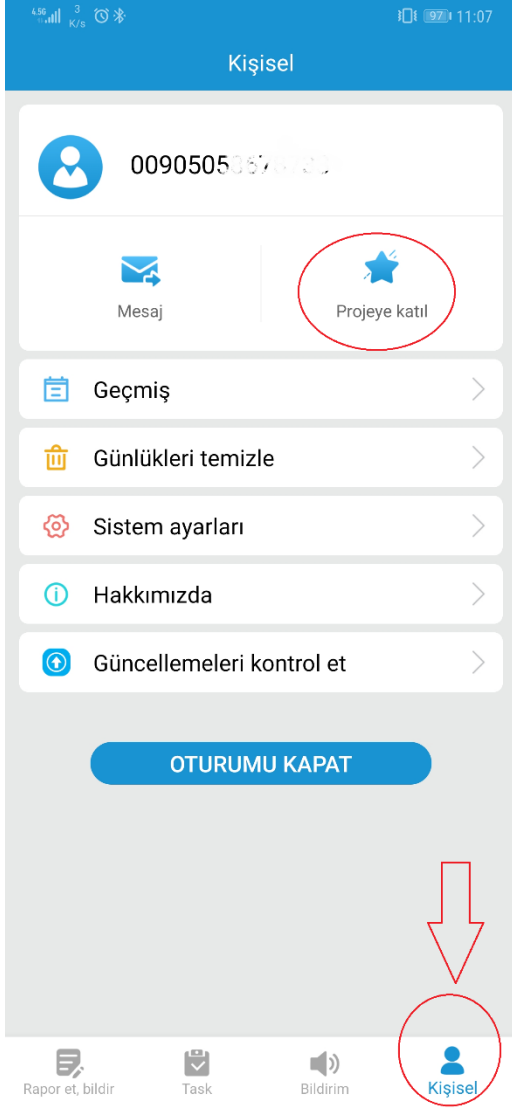 4.5G 3 K/s 97 11:07
Kişisel
Mesaj
Projeye katıl
Geçmiş
Günlükleri temizle
Sistem ayarları
Hakkımızda
Güncellemeleri kontrol et
OTURUMU KAPAT
Rapor et, bildir Task Bildirim Kişisel